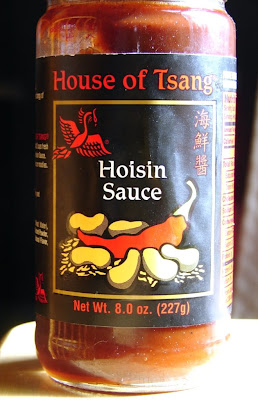 House of Tsang®
海鮮醬
Hoisin
Sauce
Net Wt. 8.0 oz. (227g)